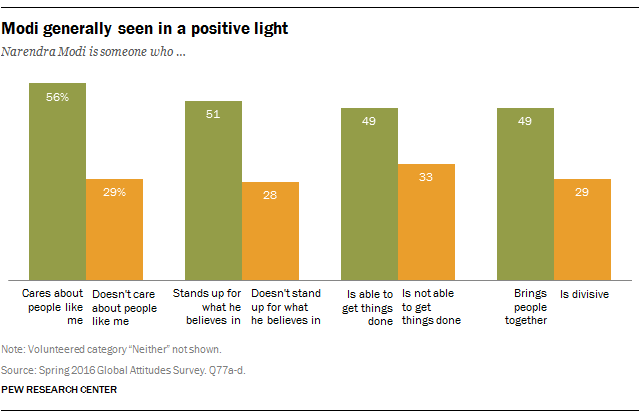 Modi generally seen in a positive light
Narendra Modi is someone who ...
56%
29%
51
28
49
33
49
29
Cares about
people like
me
Doesn't care
about people
like me
Stands up for
what he
believes in
Doesn't stand
up for what
he believes in
Is able to
get things
done
Is not able
to get
things done
Brings
people
together
Is divisive
Note: Volunteered category “Neither” not shown.
Source: Spring 2016 Global Attitudes Survey. Q77a-d.
PEW RESEARCH CENTER